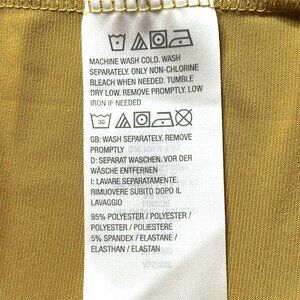 MACHINE WASH COLD. WASH
SEPARATELY. ONLY NON-CHLORINE
BLEACH WHEN NEEDED. TUMBLE
DRY LOW. REMOVE PROMPTLY. LOW
IRON IF NEEDED
30
GB: WASH SEPARATELY. REMOVE
PROMPTLY
D: SEPARAT WASCHEN. VOR DER
WÄSCHE ENTFERNEN
I: LAVARE SEPARATAMENTE.
RIMUOVERE SUBITO DOPO IL
LAVAGGIO
95% POLYESTER / POLYESTER /
POLYESTER / POLIESTERE
5% SPANDEX / ELASTANE /
ELASTHAN / ELASTAN